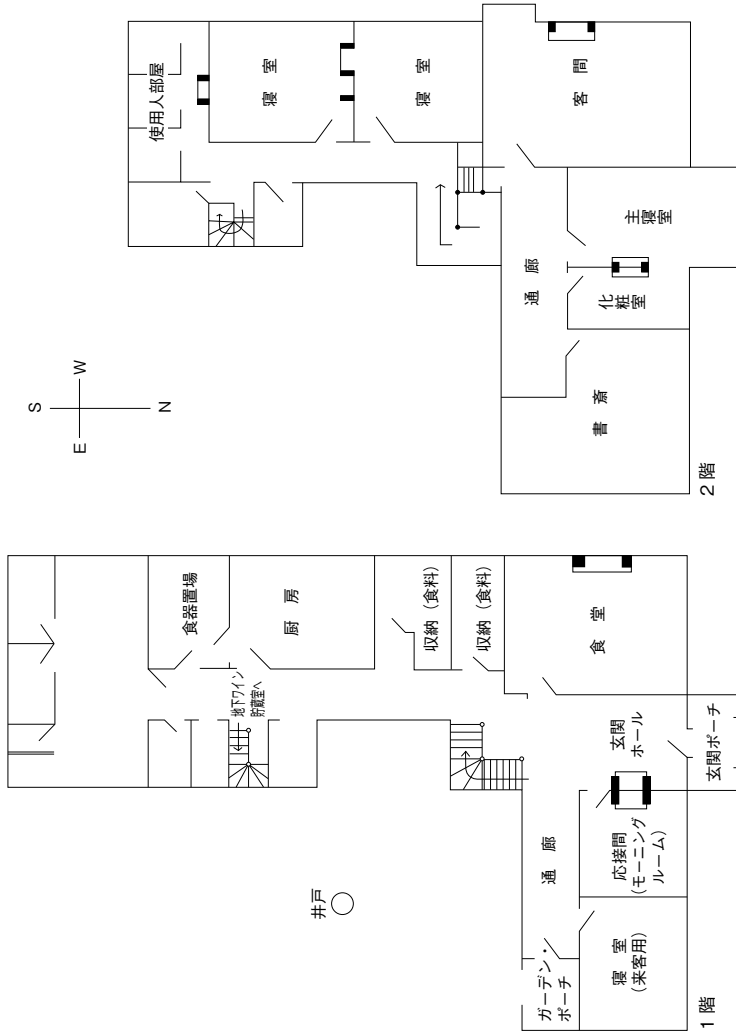 使用人部屋
寝室
寝室
客間
主寝室
化粧室
通廊
書斎
2階
S
W
E
N
食器置場
厨房
地下ワイン
貯蔵室へ
収納(食料)
収納(食料)
食堂
玄関
ホール
玄関ポーチ
応接間
(モーニング
ルーム)
通廊
寝室
(来客用)
ガーデン・
ポーチ
井戸
1階